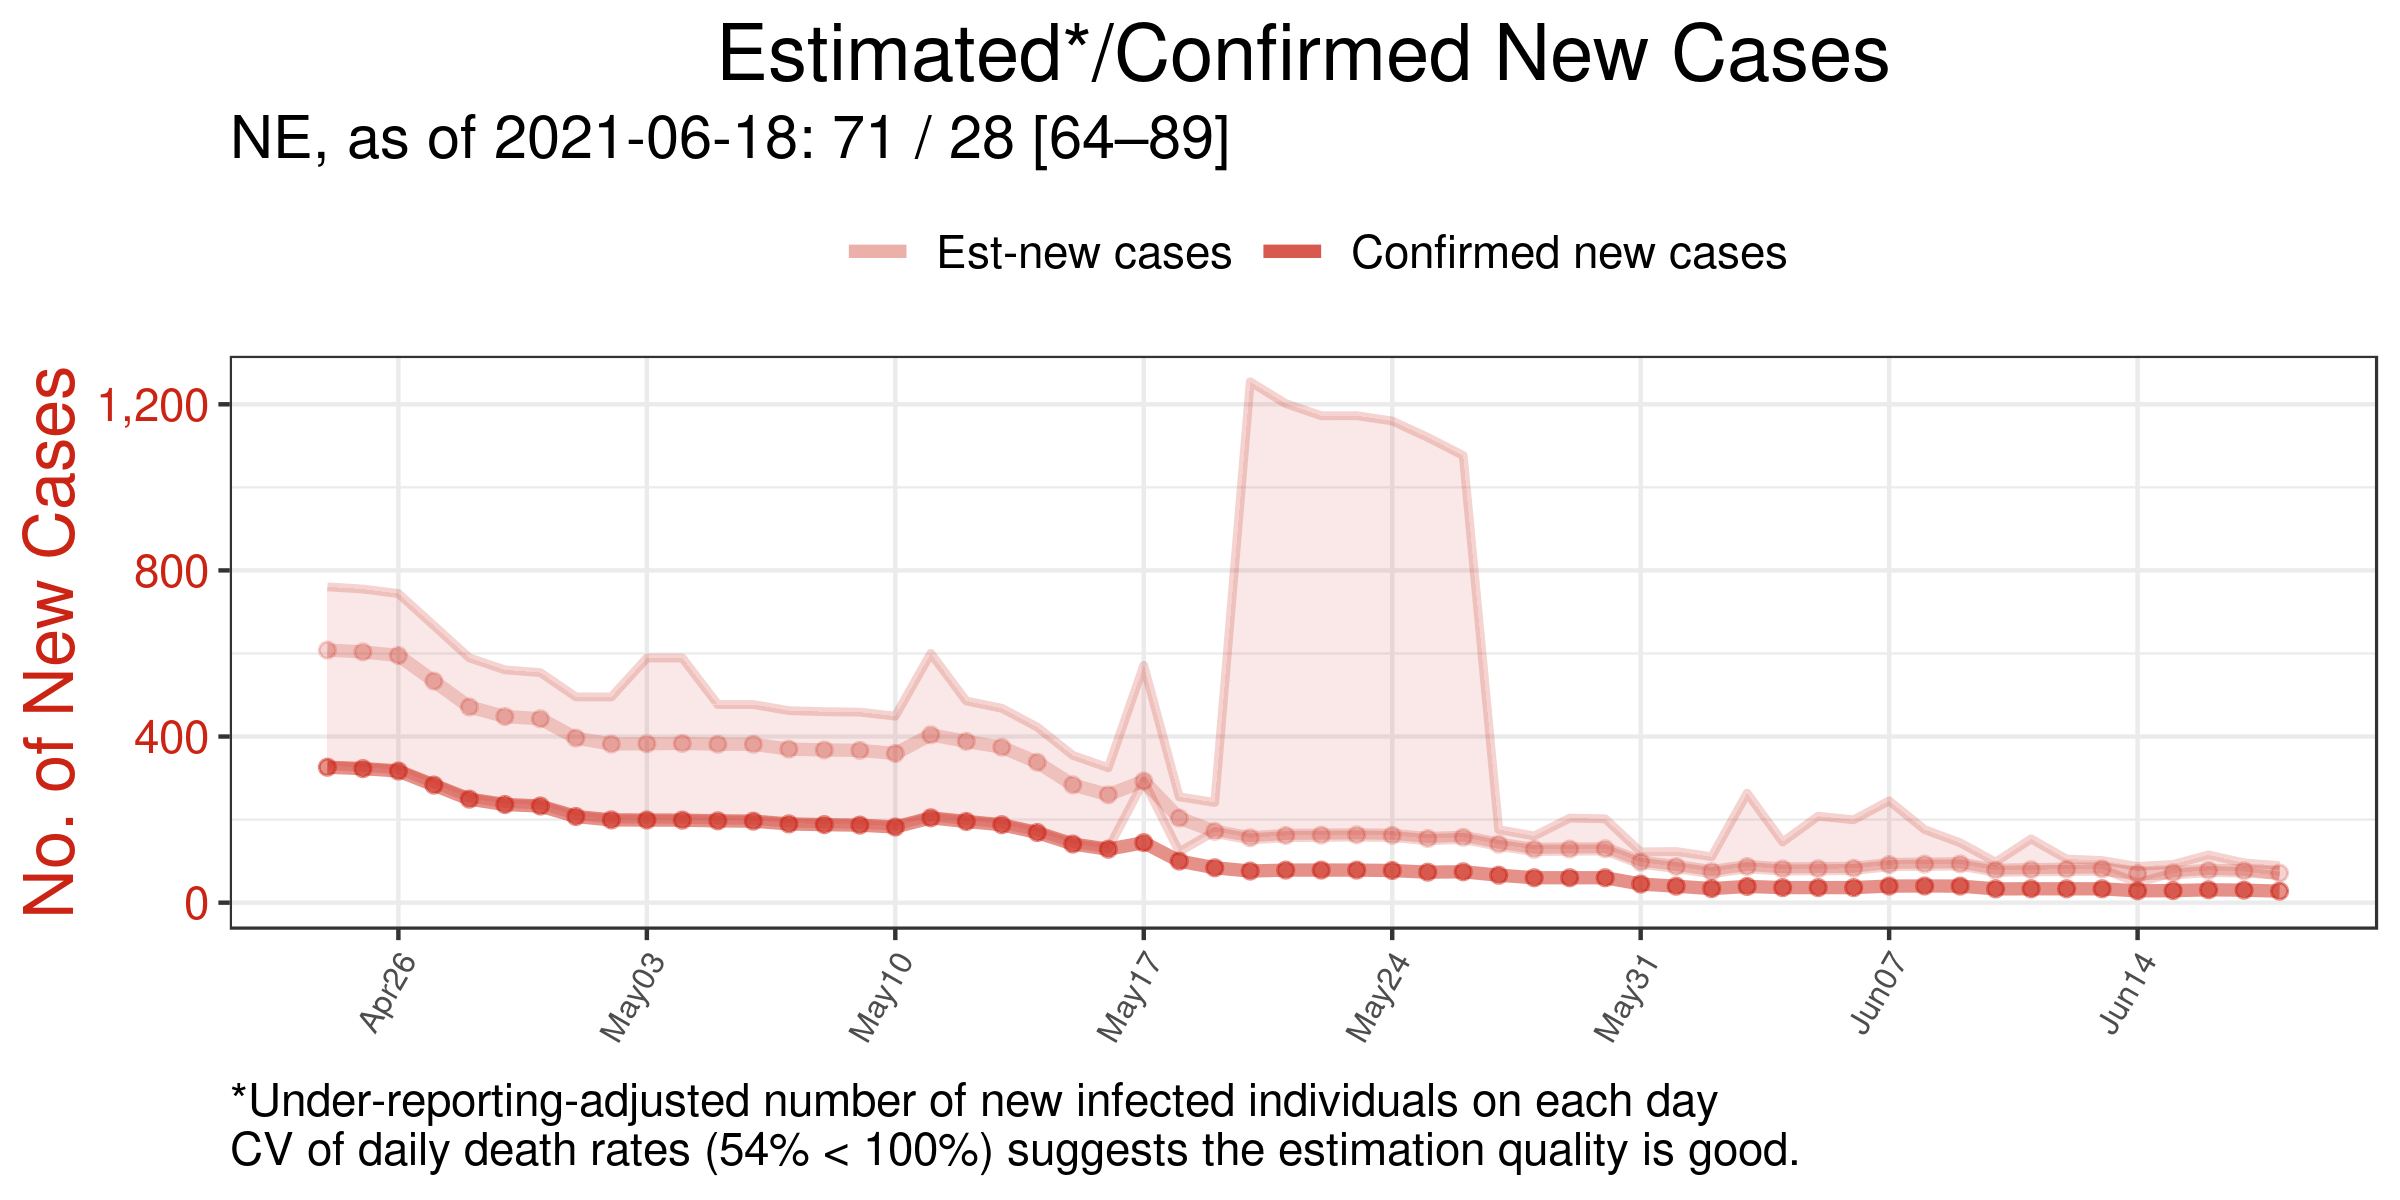 Estimated*/Confirmed New Cases
NE, as of 2021-06-18: 71 / 28 [64–89]
Est-new cases
Confirmed new cases
No. of New Cases
1,200
800
400
0
Apr26
May03
May10
May17
May24
May31
Jun07
Jun14
*Under-reporting-adjusted number of new infected individuals on each day
CV of daily death rates (54% < 100%) suggests the estimation quality is good.